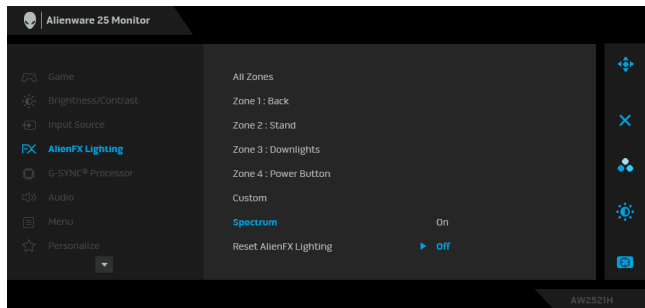 Alienware 25 Monitor
Game
Brightness/Contrast
Input Source
FX AlienFX Lighting
G-SYNC® Processor
Audio
Menu
Personalize
All Zones
Zone 1 : Back
Zone 2 : Stand
Zone 3 : Downlights
Zone 4 : Power Button
Custom
Spectrum On
Reset AlienFX Lighting Off
AW2521H